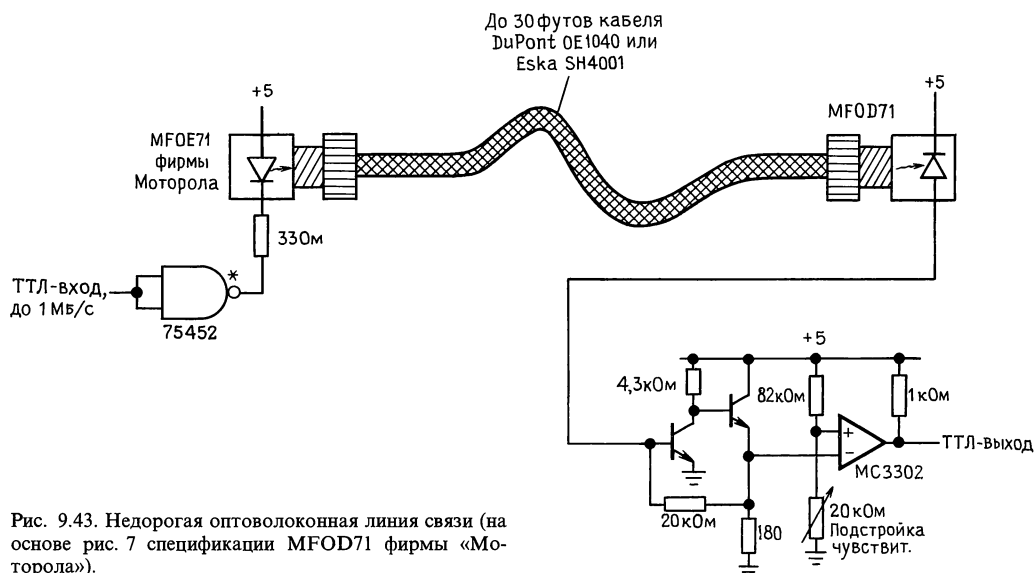 До 30 футов кабеля
DuPont OE1040 или
Eska SH4001
+5
MFOE71
фирмы
Моторола
330м
ТТЛ-вход,
до 1 МБ/с
*
75452
MFOD71
+5
+5
4,3кОм
82кОм
1кОм
+
−
MC3302
ТТЛ-выход
20кОм
180
20кОм
Подстройка
чувствит.
Рис. 9.43. Недорогая оптоволоконная линия связи (на
основе рис. 7 спецификации MFOD71 фирмы «Мо-
торола»).